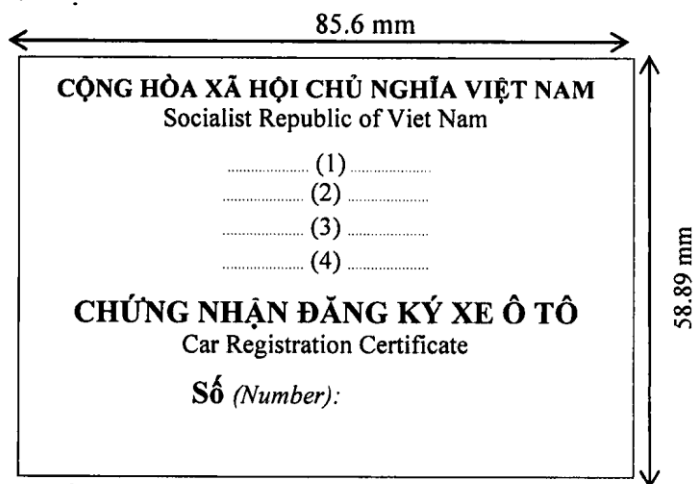 85.6 mm
CỘNG HÒA XÃ HỘI CHỦ NGHĨA VIỆT NAM
Socialist Republic of Viet Nam
.................... (1) ....................
.................... (2) ....................
.................... (3) ....................
.................... (4) ....................
CHỨNG NHẬN ĐĂNG KÝ XE Ô TÔ
Car Registration Certificate
Số (Number):
58.89 mm